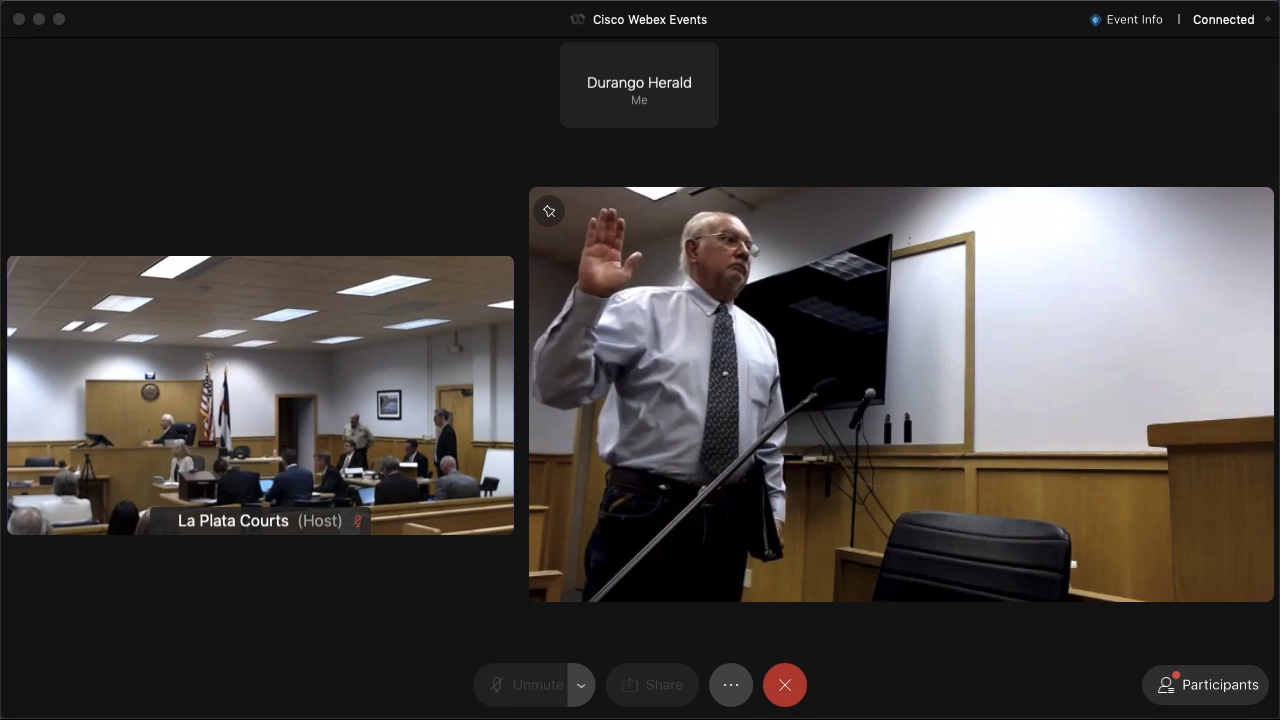 Cisco Webex Events
Event Info | Connected
Durango Herald
Me
La Plata Courts (Host)
Unmute
Share
Participants